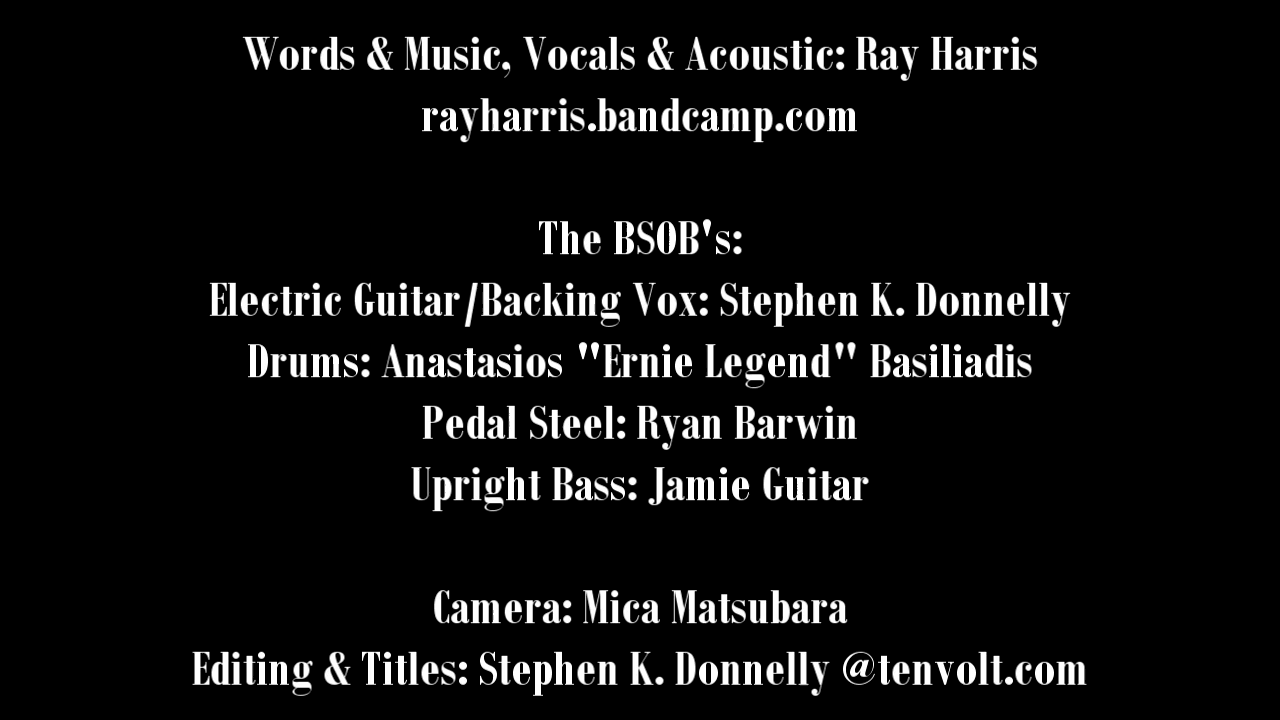 Words & Music, Vocals & Acoustic: Ray Harris
rayharris.bandcamp.com
The BSOB's:
Electric Guitar/Backing Vox: Stephen K. Donnelly
Drums: Anastasios "Ernie Legend" Basiliadis
Pedal Steel: Ryan Barwin
Upright Bass: Jamie Guitar
Camera: Mica Matsubara
Editing & Titles: Stephen K. Donnelly @tenvolt.com